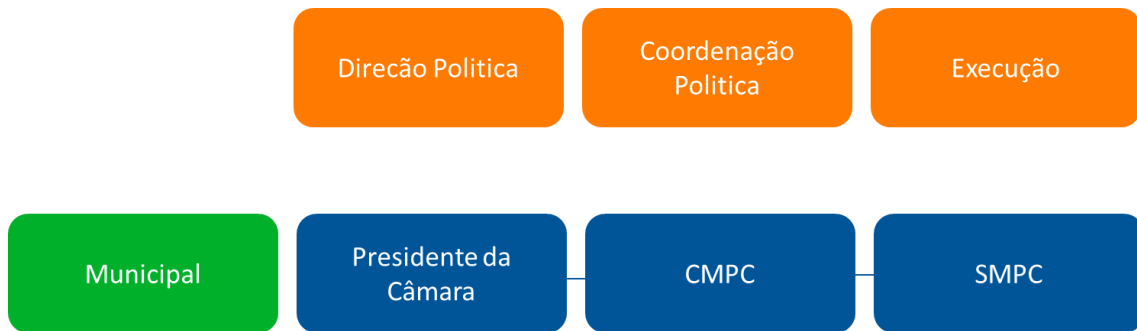 Direcão Politica
Coordenação
Politica
Execução
Municipal
Presidente da
Câmara
CMPC
SMPC